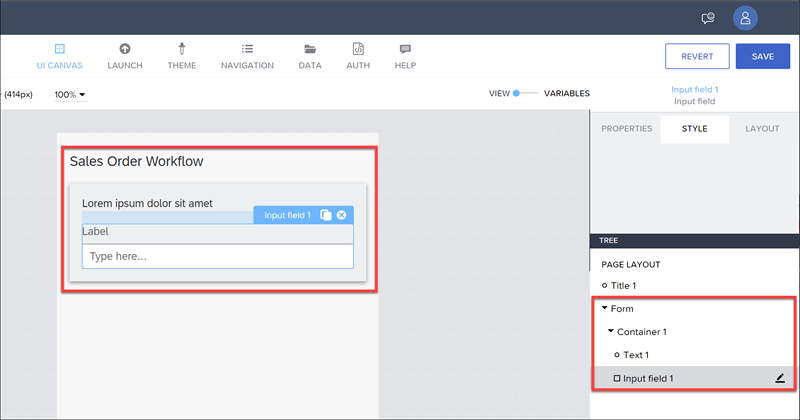 UI CANVAS LAUNCH THEME NAVIGATION DATA AUTH HELP REVERT SAVE
(414px) 100% VIEW VARIABLES
Input field 1
Input field
PROPERTIES STYLE LAYOUT
Sales Order Workflow
Lorem ipsum dolor sit amet
Input field 1
Label
Type here...
TREE
PAGE LAYOUT
Title 1
Form
Container 1
Text 1
Input field 1